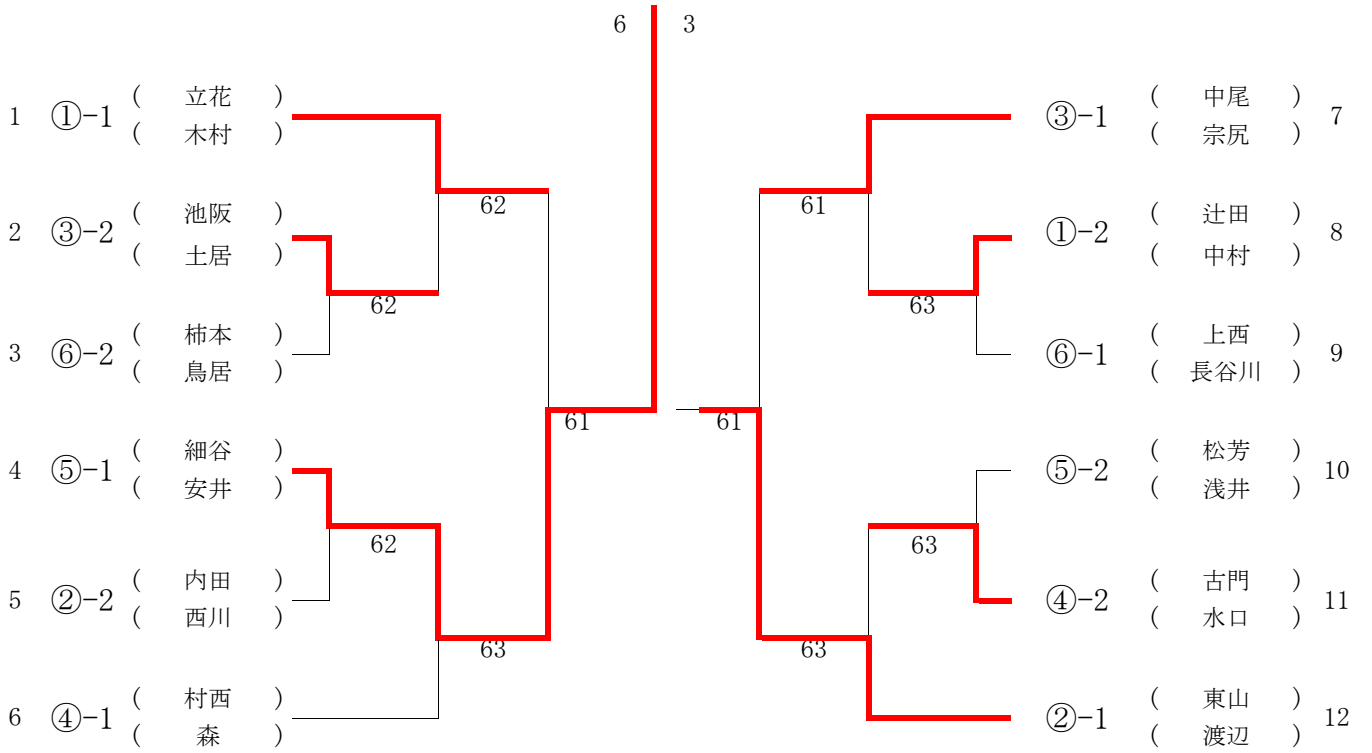 6 3
1 ①-1 ( 立花 )
( 木村 )
2 ③-2 ( 池阪 )
( 土居 )
3 ⑥-2 ( 柿本 )
( 鳥居 )
4 ⑤-1 ( 細谷 )
( 安井 )
5 ②-2 ( 内田 )
( 西川 )
6 ④-1 ( 村西 )
( 森 )
62
62
61
62
63
61
63
61
63
63
③-1 ( 中尾 ) 7
( 宗尻 )
①-2 ( 辻田 ) 8
( 中村 )
⑥-1 ( 上西 ) 9
( 長谷川 )
⑤-2 ( 松芳 ) 10
( 浅井 )
④-2 ( 古門 ) 11
( 水口 )
②-1 ( 東山 ) 12
( 渡辺 )